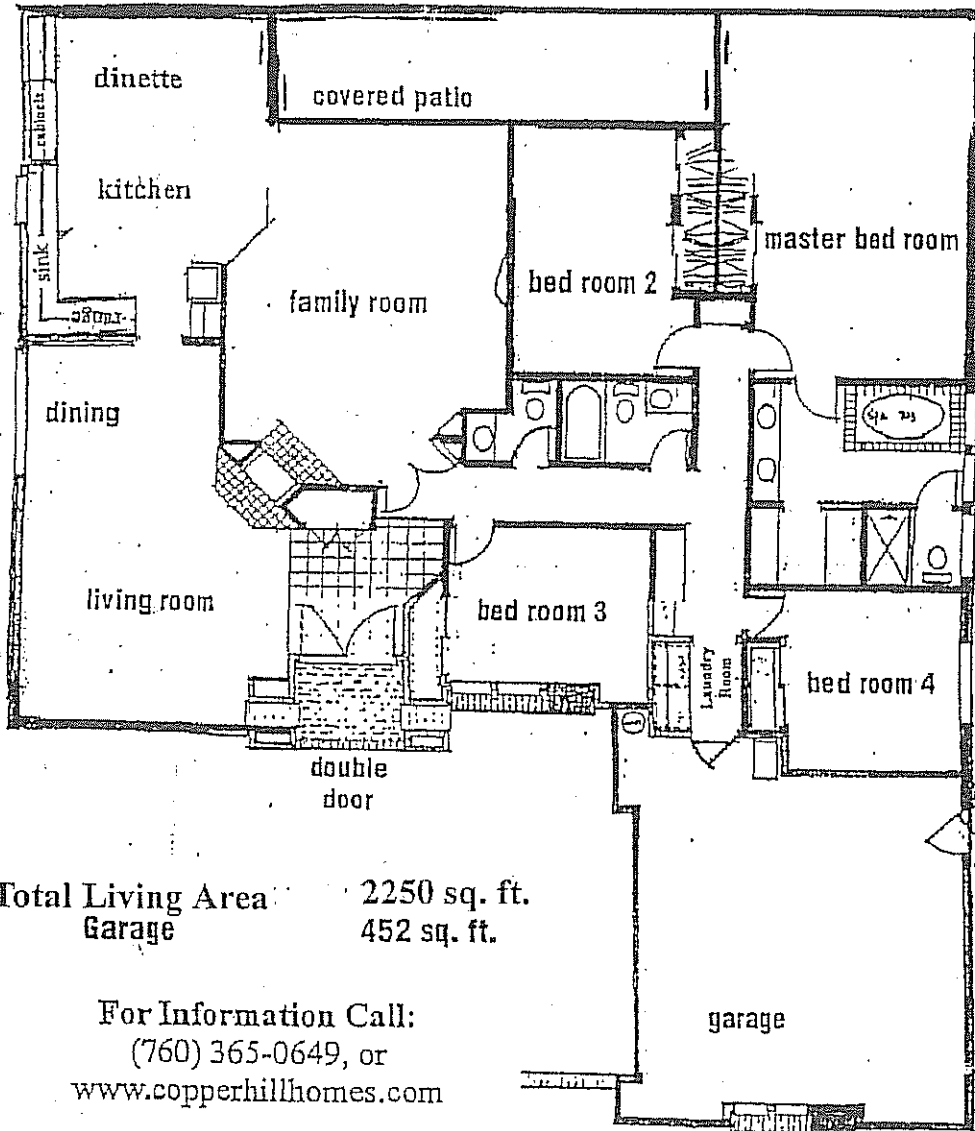 dinette
covered patio
cabinets
kitchen
master bed room
sink
bed room 2
family room
range
dining
living room
bed room 3
Laundry
Room
bed room 4
double
door
Total Living Area 2250 sq. ft.
Garage 452 sq. ft.
For Information Call:
(760) 365-0649, or
www.copperhillhomes.com
garage